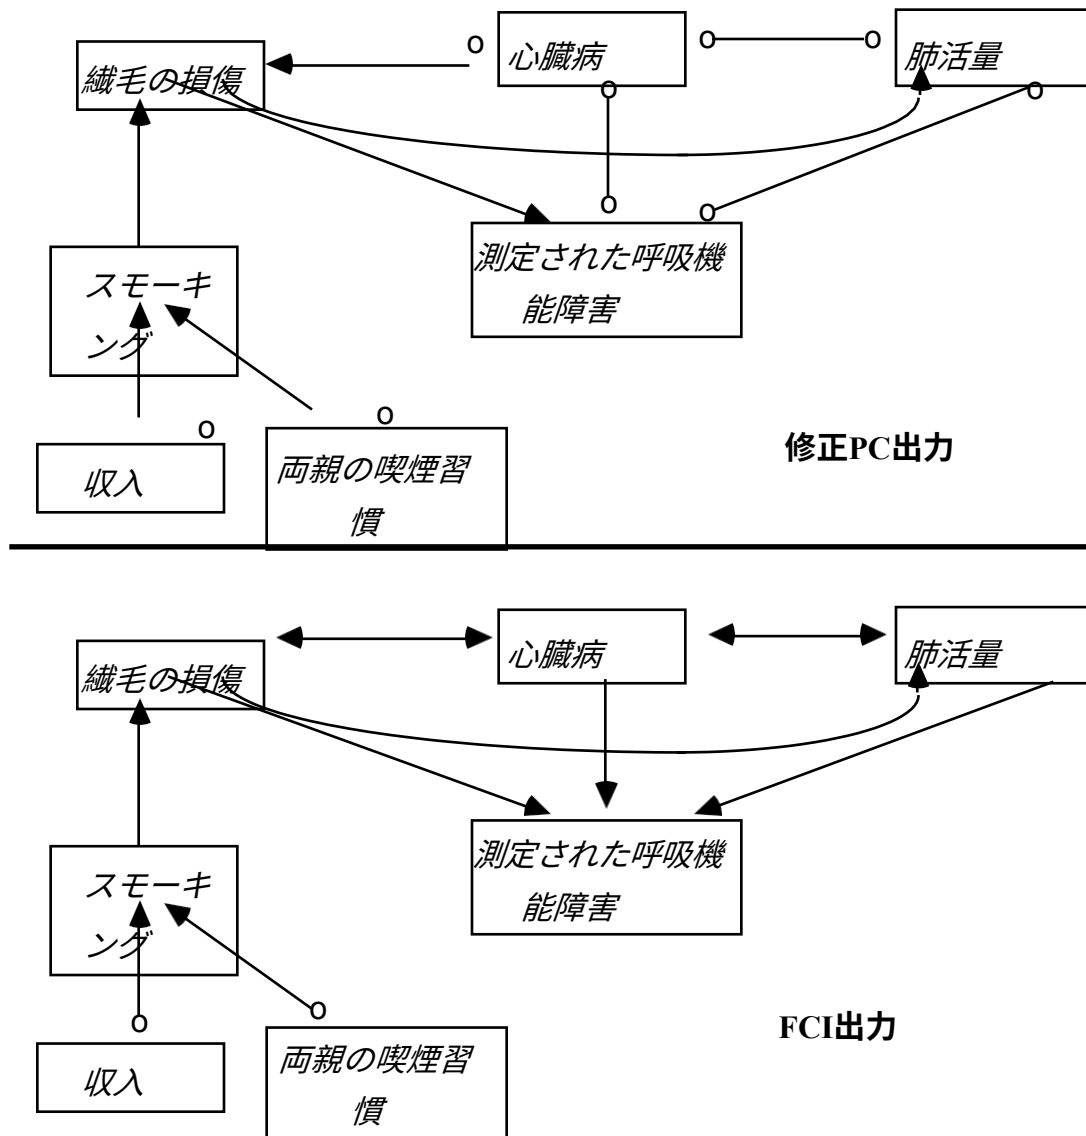 心臓病
肺活量
繊毛の損傷
測定された呼吸機
能障害
スモーキ
ング
収入
両親の喫煙習
慣
修正PC出力
心臓病
肺活量
繊毛の損傷
測定された呼吸機
能障害
スモーキ
ング
収入
両親の喫煙習
慣
FCI出力